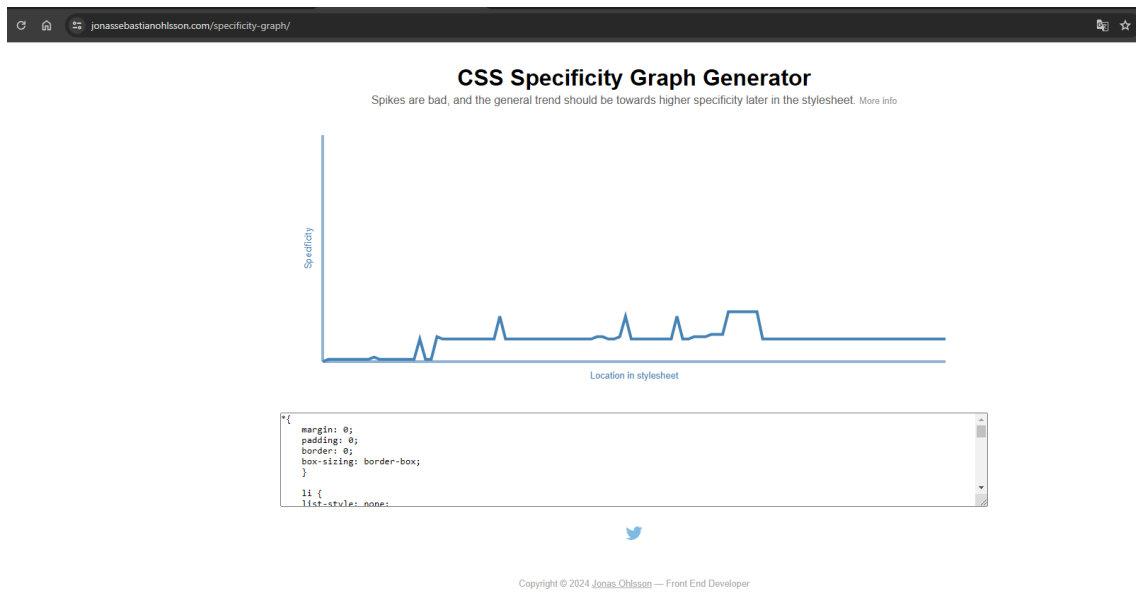 jonassebastianohlsson.com/specificity-graph/
CSS Specificity Graph Generator
Spikes are bad, and the general trend should be towards higher specificity later in the stylesheet. More info
Specificity
Location in stylesheet
*{
margin: 0;
padding: 0;
border: 0;
box-sizing: border-box;
}
li {
list-style: none;
Copyright © 2024 Jonas Ohlsson — Front End Developer